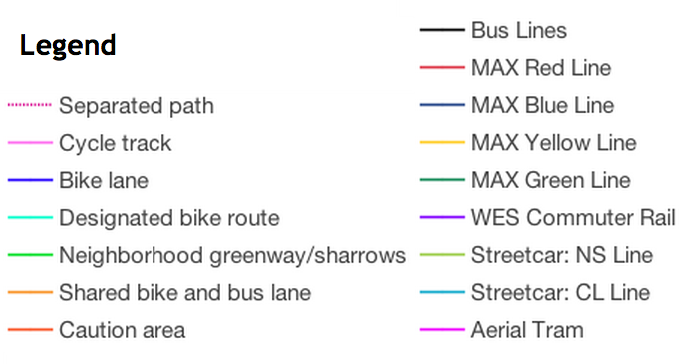 Legend
Separated path
Cycle track
Bike lane
Designated bike route
Neighborhood greenway/sharrows
Shared bike and bus lane
Caution area
Bus Lines
MAX Red Line
MAX Blue Line
MAX Yellow Line
MAX Green Line
WES Commuter Rail
Streetcar: NS Line
Streetcar: CL Line
Aerial Tram